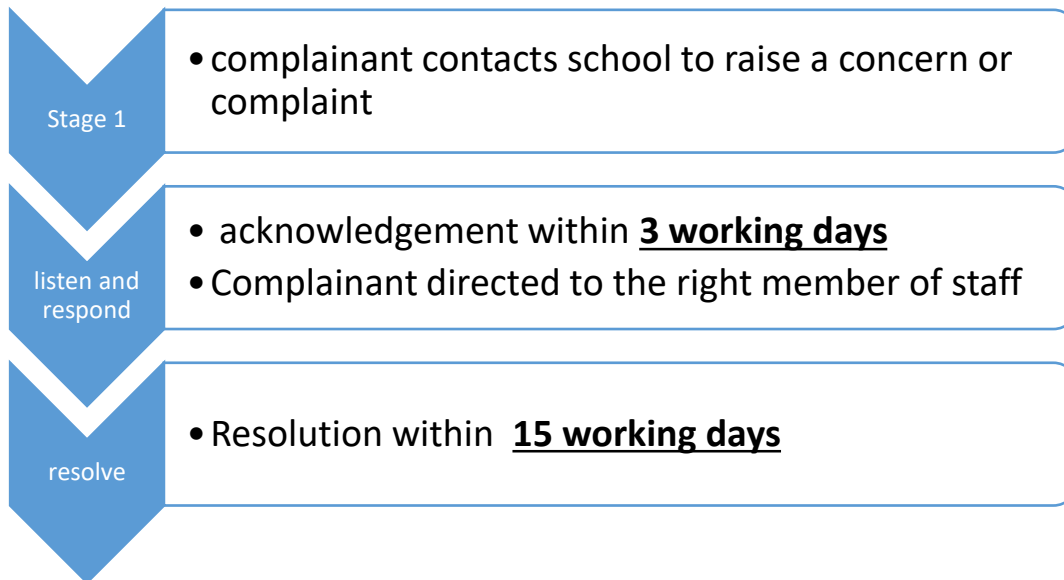 Stage 1
•complainant contacts school to raise a concern or
complaint
listen and
respond
• acknowledgement within 3 working days
•Complainant directed to the right member of staff
resolve
•Resolution within 15 working days